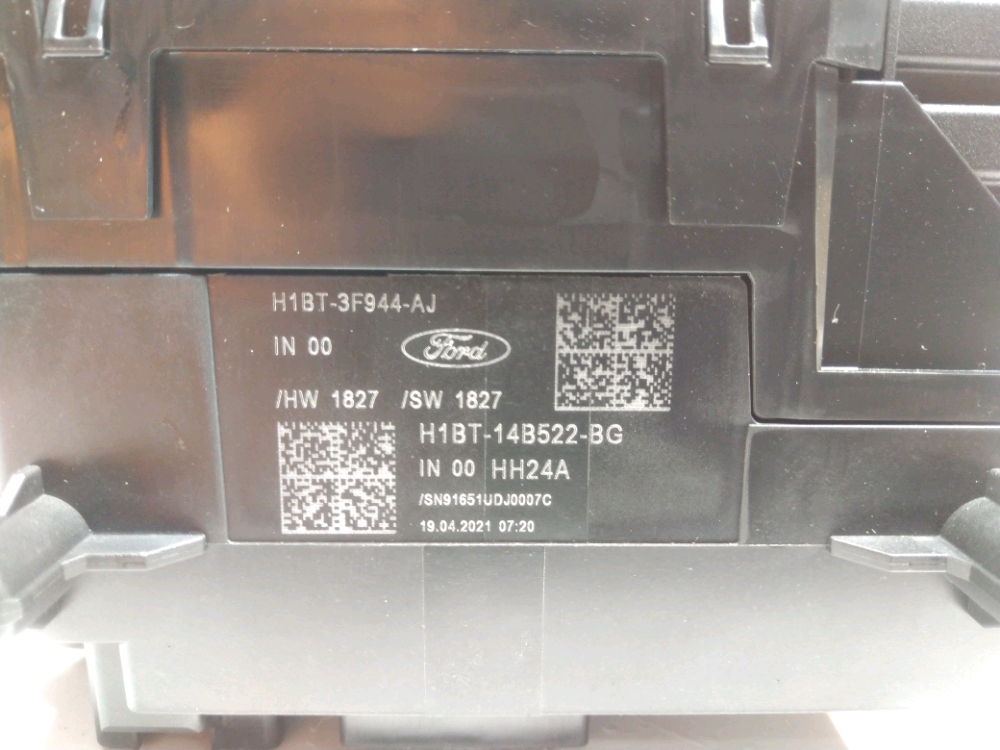 H1BT-3F944-AJ
IN 00
Ford
/HW 1827 /SW 1827
H1BT-14B522-BG
IN 00 HH24A
/SN91651UDJ0007C
19.04.2021 07:20